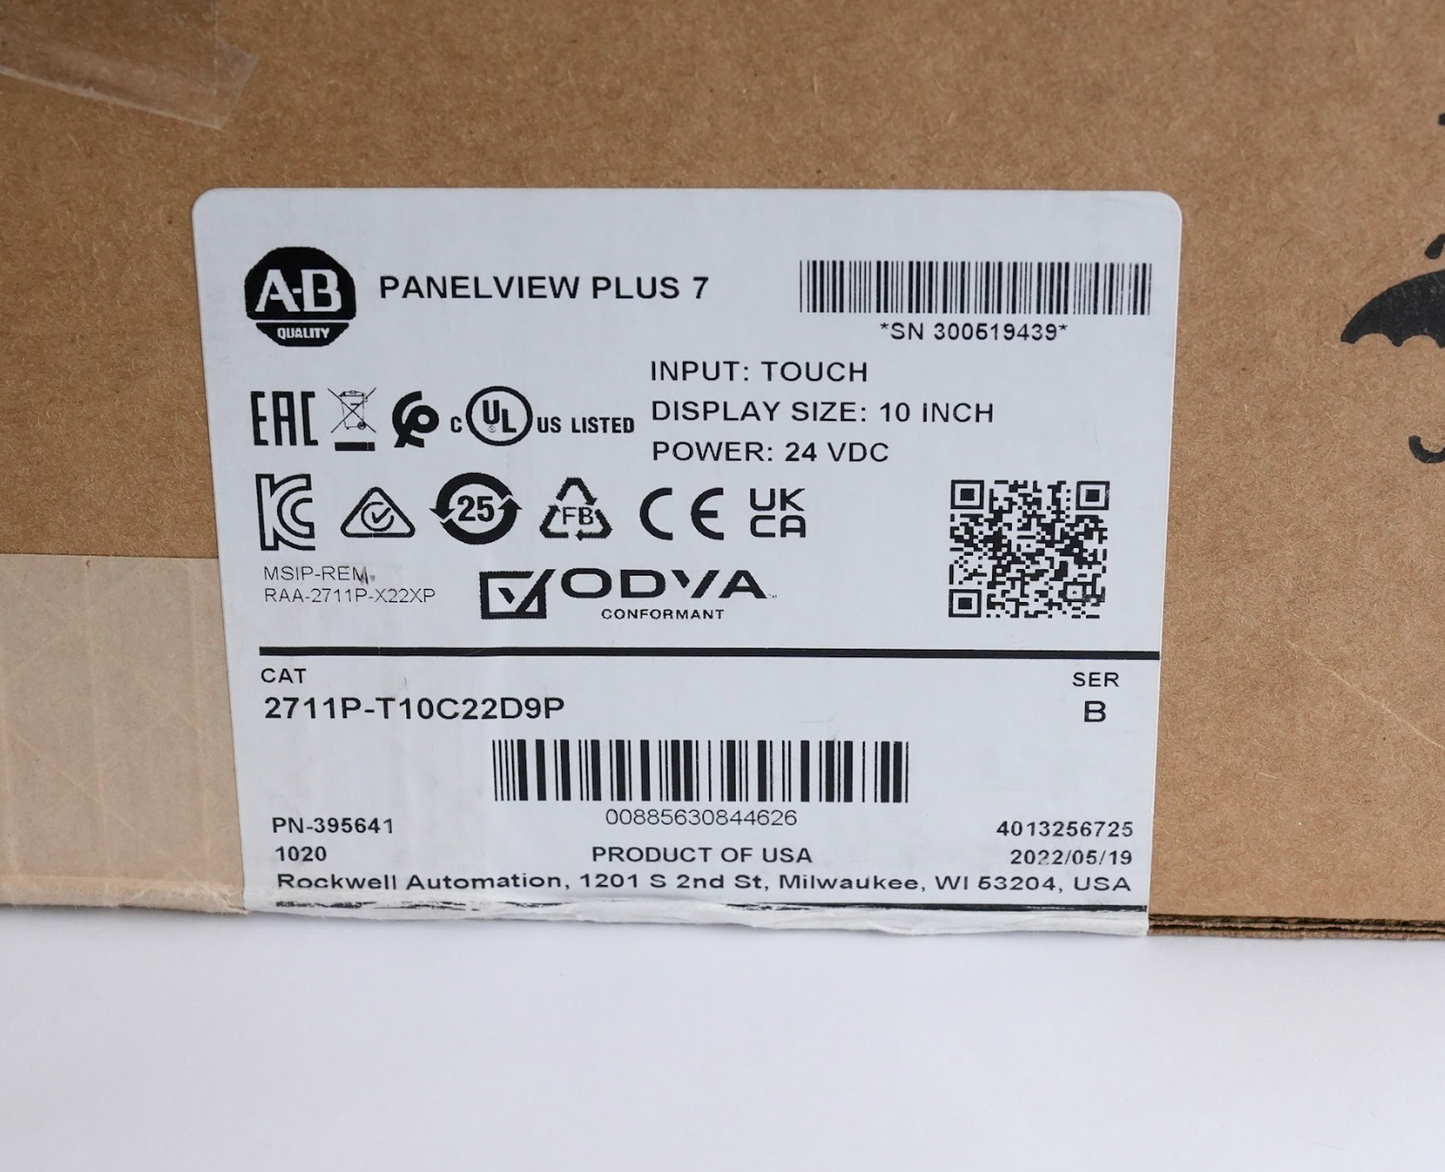 A-B
QUALITY
PANELVIEW PLUS 7
*SN 300519439*
INPUT: TOUCH
DISPLAY SIZE: 10 INCH
POWER: 24 VDC
EAC
C UL US LISTED
KC
25
FB
CE
UK
CA
MSIP-REM-
RAA-2711P-X22XP
ODVA
CONFORMANT
CAT
2711P-T10C22D9P
SER
B
00885630844626
PN-395641
4013256725
1020
PRODUCT OF USA
2022/05/19
Rockwell Automation, 1201 S 2nd St, Milwaukee, WI 53204, USA